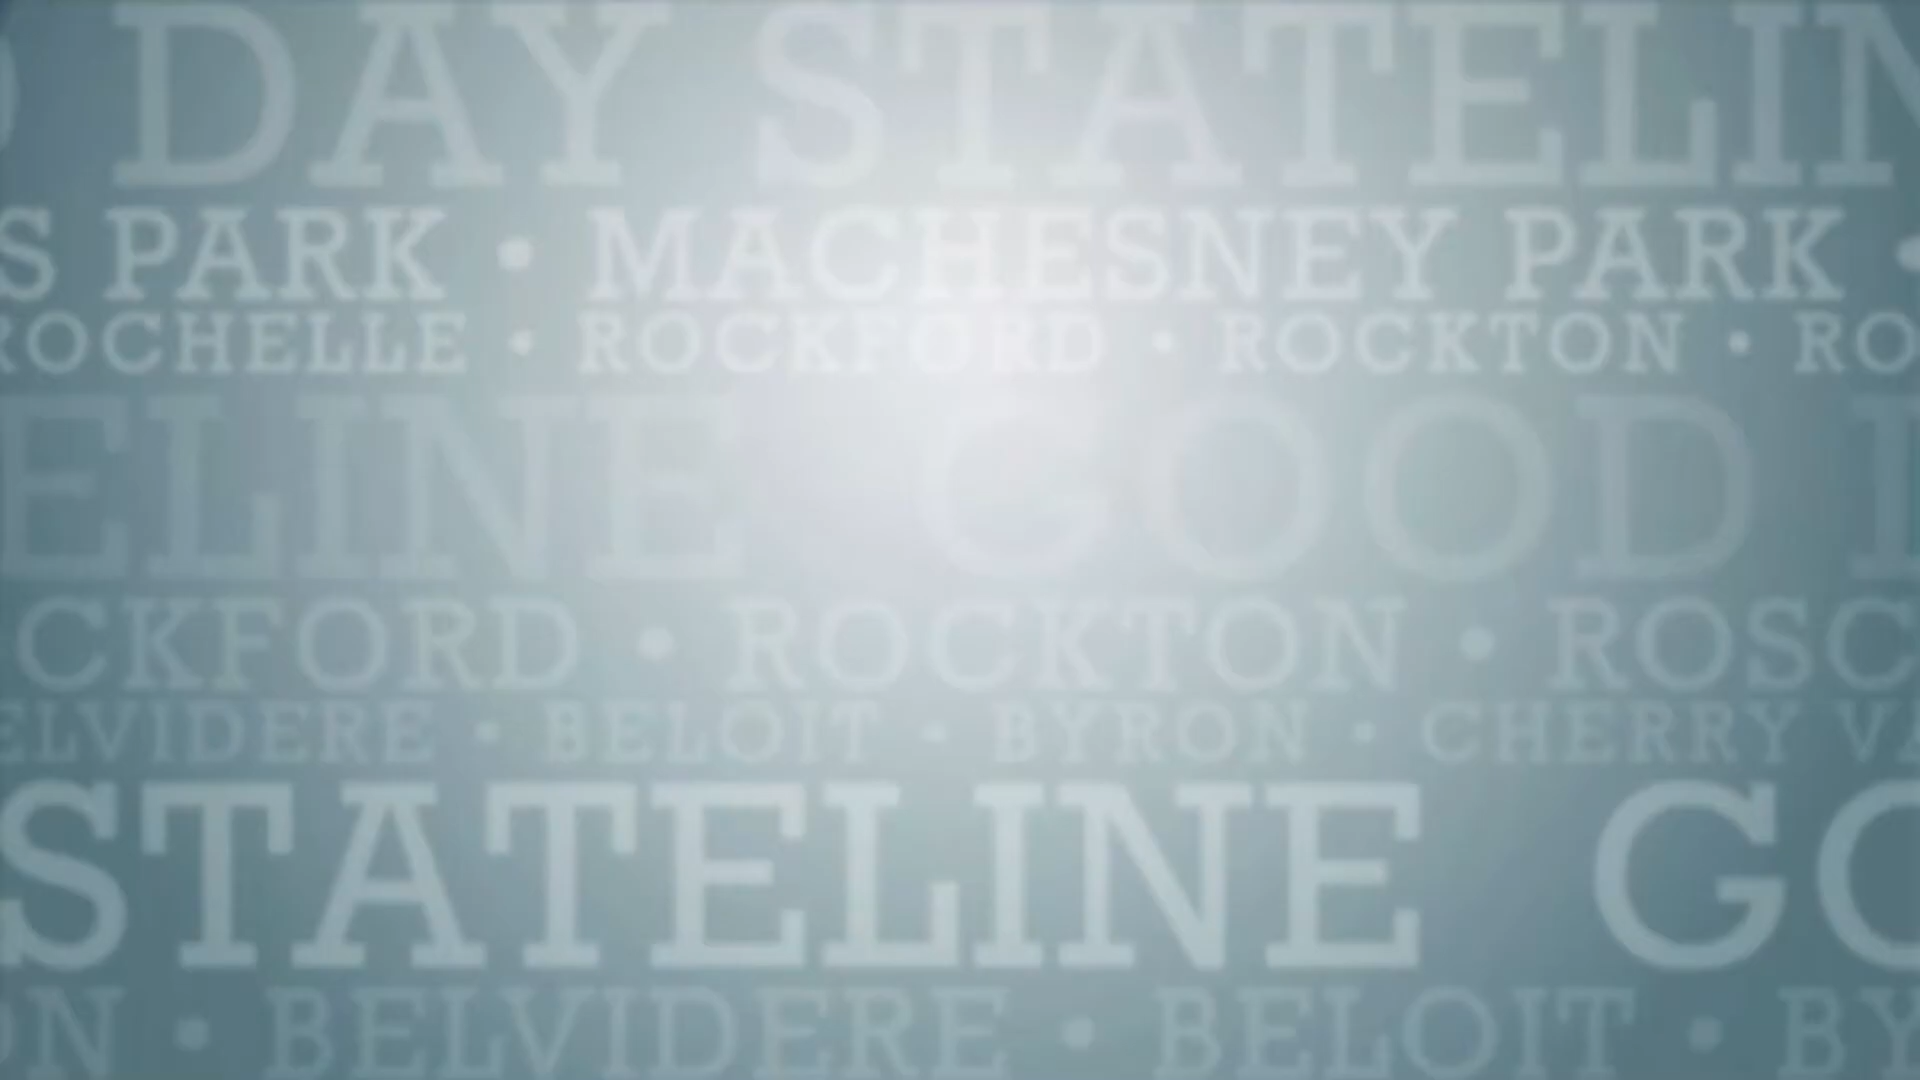 DAY STATELIN
S PARK • MACHESNEY PARK •
ROCHELLE • ROCKFORD • ROCKTON • RO
ELINE GOOD D
CKFORD • ROCKTON • ROSC
ELVIDERE • BELOIT • BYRON • CHERRY VA
STATELINE GO
ON • BELVIDERE • BELOIT • BY